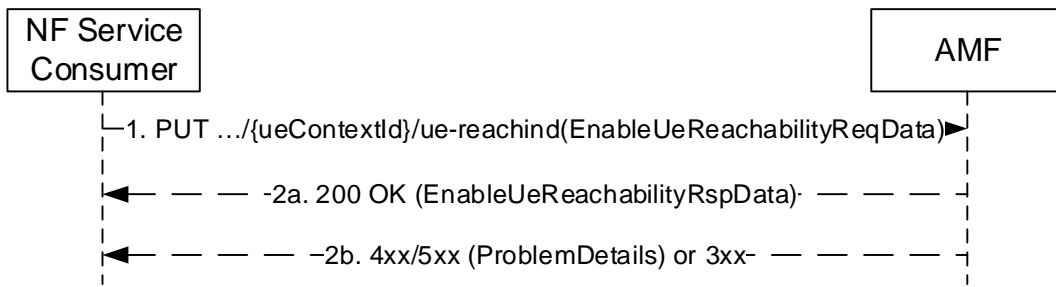 NF Service
Consumer
AMF
1. PUT …/{ueContextId}/ue-reachind(EnableUeReachabilityReqData)
2a. 200 OK (EnableUeReachabilityRspData)
2b. 4xx/5xx (ProblemDetails) or 3xx